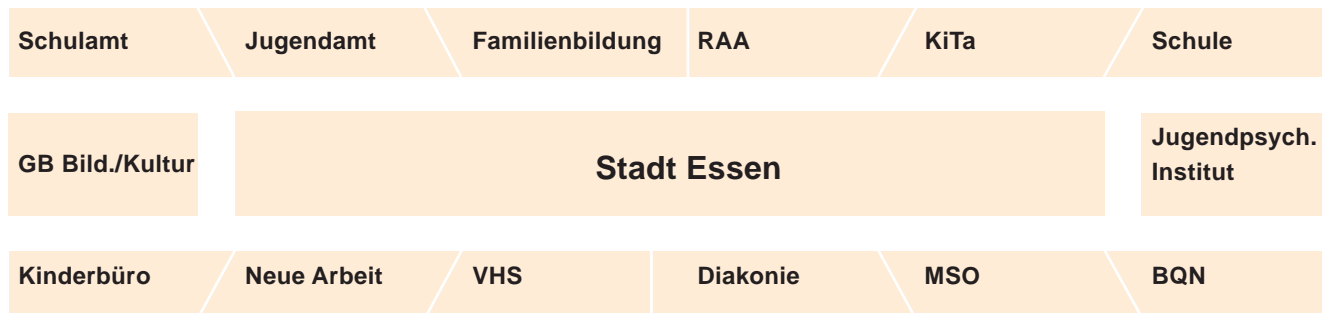 Schulamt Jugendamt Familienbildung RAA KiTa Schule
GB Bild./Kultur
Stadt Essen
Jugendpsych.
Institut
Kinderbüro Neue Arbeit VHS Diakonie MSO BQN